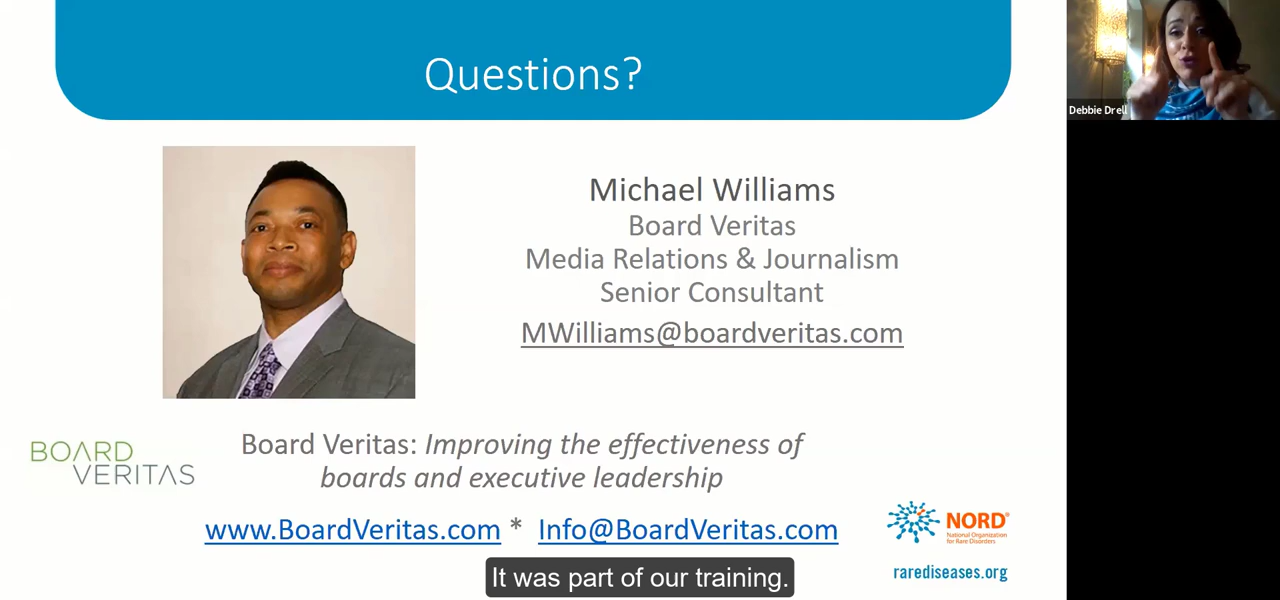 Questions?
Debbie Drell
Michael Williams
Board Veritas
Media Relations & Journalism
Senior Consultant
MWilliams@boardveritas.com
BOARD
VERITAS
Board Veritas: Improving the effectiveness of
boards and executive leadership
www.BoardVeritas.com * Info@BoardVeritas.com
NORD®
National Organization
for Rare Disorders
rarediseases.org
It was part of our training.